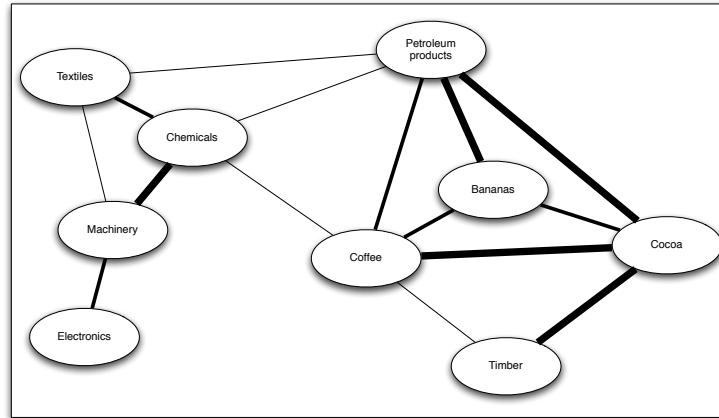 Petroleum
products
Textiles
Chemicals
Bananas
Machinery
Coffee
Cocoa
Electronics
Timber